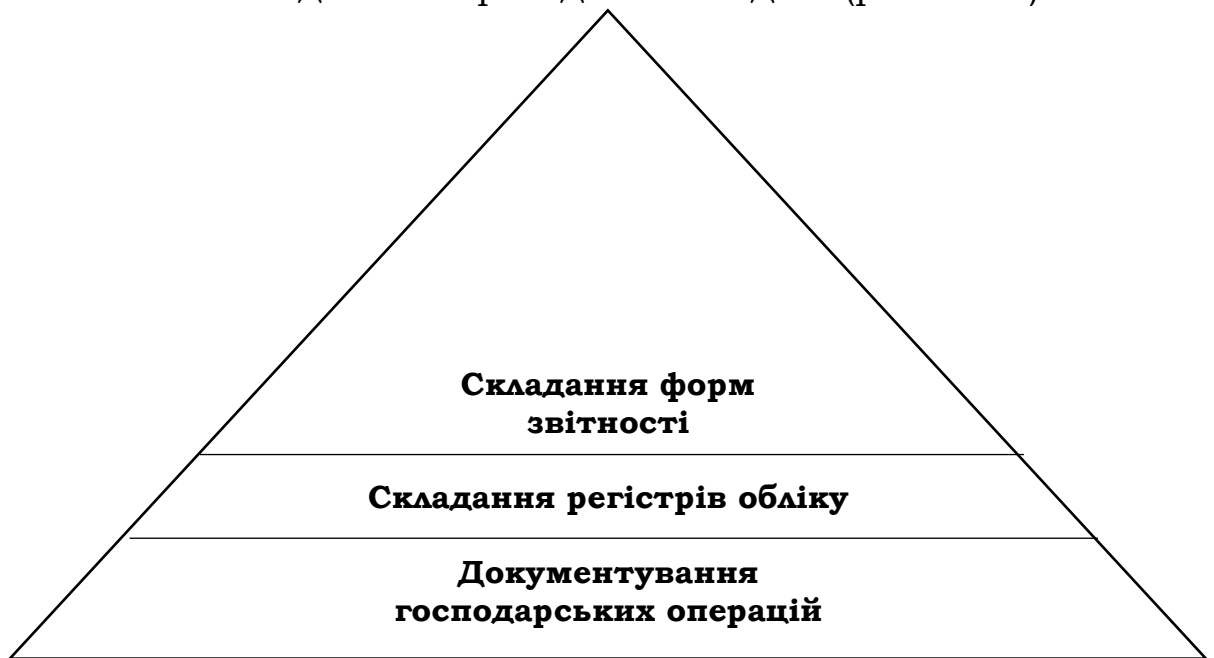 Складання форм
звітності
Складання регістрів обліку
Документування
господарських операцій